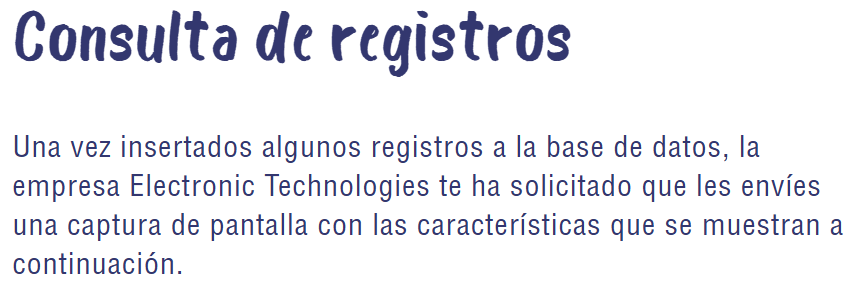 Consulta de registros
Una vez insertados algunos registros a la base de datos, la
empresa Electronic Technologies te ha solicitado que les envíes
una captura de pantalla con las características que se muestran a
continuación.